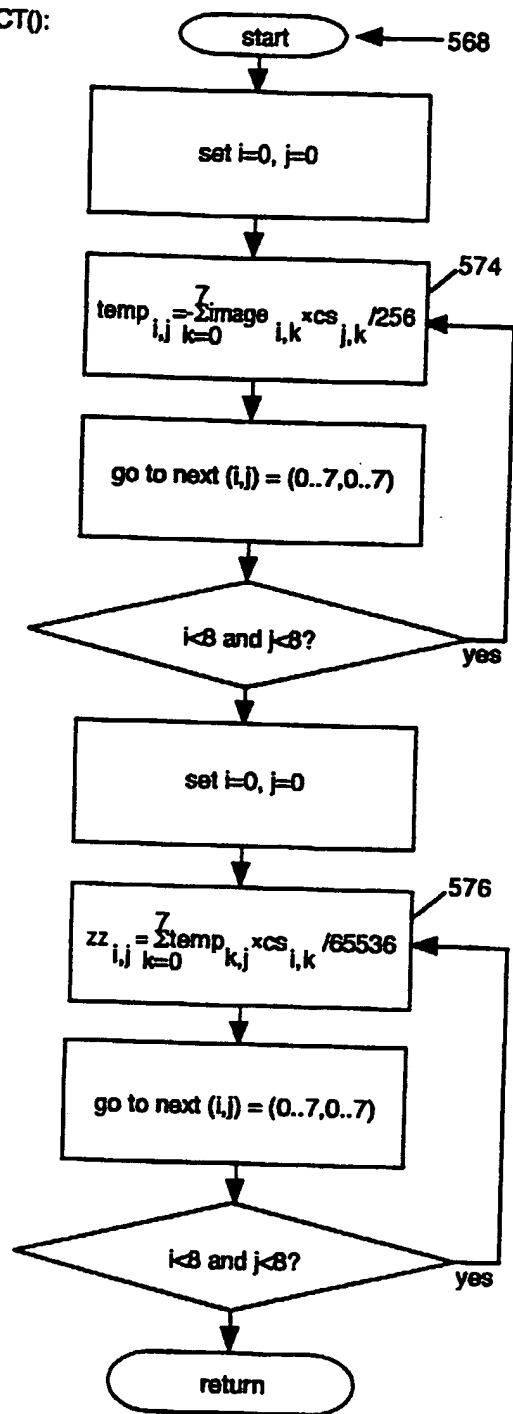 CT():
start
568
set i=0, j=0
574
temp i,j = 7 Σ k=0 image i,k ×cs j,k /256
go to next (i,j) = (0..7,0..7)
i<8 and j<8?
yes
set i=0, j=0
576
zz i,j = 7 Σ k=0 temp k,j ×cs i,k /65536
go to next (i,j) = (0..7,0..7)
i<8 and j<8?
yes
return